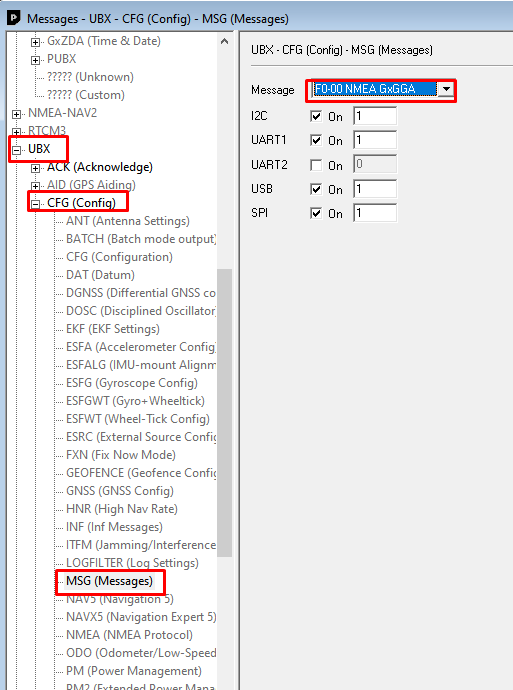 Messages - UBX - CFG (Config) - MSG (Messages)
GxZDA (Time & Date)
PUBX
????? (Unknown)
????? (Custom)
NMEA-NAV2
RTCM3
UBX
ACK (Acknowledge)
AID (GPS Aiding)
CFG (Config)
ANT (Antenna Settings)
BATCH (Batch mode output)
CFG (Configuration)
DAT (Datum)
DGNSS (Differential GNSS co
DOSC (Disciplined Oscillator)
EKF (EKF Settings)
ESFA (Accelerometer Config)
ESFALG (IMU-mount Alignm
ESFG (Gyroscope Config)
ESFGWT (Gyro+Wheeltick)
ESFWT (Wheel-Tick Config)
ESRC (External Source Config
FXN (Fix Now Mode)
GEOFENCE (Geofence Config
GNSS (GNSS Config)
HNR (High Nav Rate)
INF (Inf Messages)
ITFM (Jamming/Interference
LOGFILTER (Log Settings)
MSG (Messages)
NAV5 (Navigation 5)
NAVX5 (Navigation Expert 5)
NMEA (NMEA Protocol)
ODO (Odometer/Low-Speed
PM (Power Management)
PM2 (Extended Power Mana
UBX - CFG (Config) - MSG (Messages)
Message F0-00 NMEA GxGGA
I2C On 1
UART1 On 1
UART2 On 0
USB On 1
SPI On 1